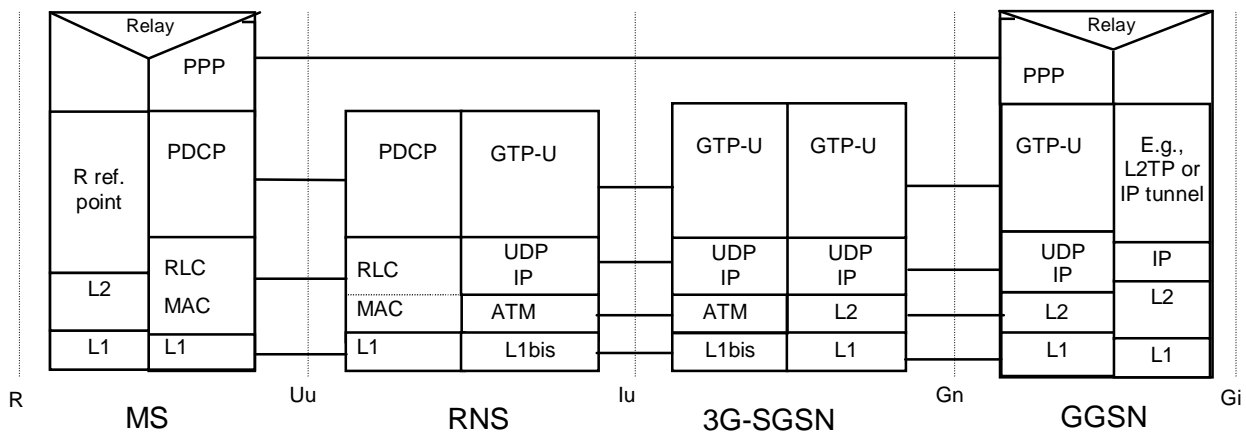 Relay
Relay
PPP
PPP
R ref.
point
PDCP
PDCP
GTP-U
GTP-U
GTP-U
GTP-U
E.g.,
L2TP or
IP tunnel
RLC
MAC
RLC
MAC
UDP
IP
UDP
IP
UDP
IP
UDP
IP
IP
L2
ATM
ATM
L2
L2
L2
L1
L1
L1
L1bis
L1bis
L1
L1
L1
R
Uu
Iu
Gn
Gi
MS
RNS
3G-SGSN
GGSN